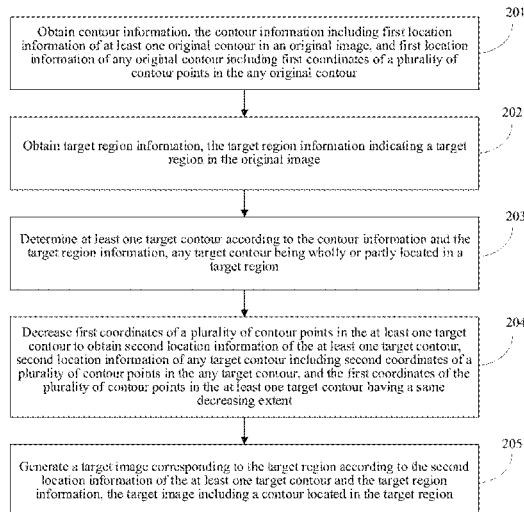 201
Obtain contour information, the contour information including first location
information of at least one original contour in an original image, and first location
information of any original contour including first coordinates of a plurality of
contour points in the any original contour
202
Obtain target region information, the target region information indicating a target
region in the original image
203
Determine at least one target contour according to the contour information and the
target region information, any target contour being wholly or partly located in a
target region
204
Decrease first coordinates of a plurality of contour points in the at least one target
contour to obtain second location information of the at least one target contour,
second location information of any target contour including second coordinates of a
plurality of contour points in the any target contour, and the first coordinates of the
plurality of contour points in the at least one target contour having a same
decreasing extent
205
Generate a target image corresponding to the target region according to the second
location information of the at least one target contour and the target region
information, the target image including a contour located in the target region